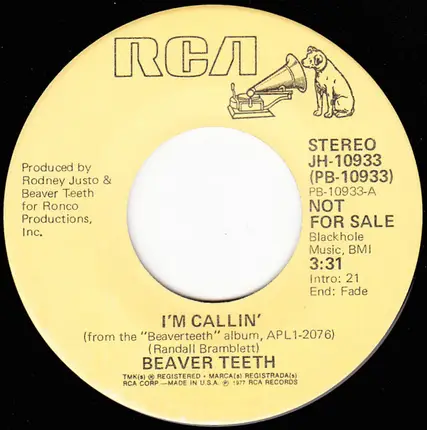 RCA
STEREO
JH-10933
(PB-10933)
PB-10933-A
NOT
FOR SALE
Blackhole
Music, BMI
3:31
Intro: 21
End: Fade
Produced by
Rodney Justo &
Beaver Teeth
for Ronco
Productions,
Inc.
I'M CALLIN'
(from the "Beaverteeth" album, APL1-2076)
(Randall Bramblett)
BEAVER TEETH
TMK(s) ® REGISTERED • MARCA(s) REGISTRADA(s)
RCA CORP.—MADE IN U.S.A. ℗ 1977 RCA RECORDS